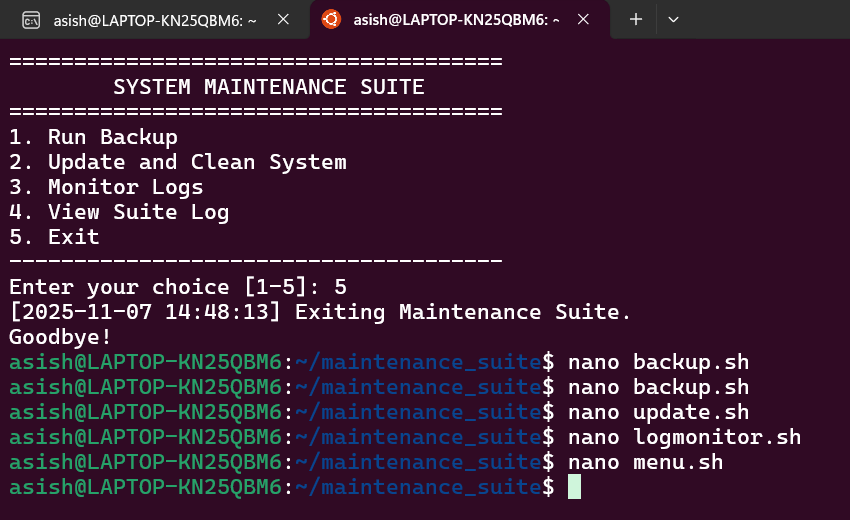 asish@LAPTOP-KN25QBM6: ~ asish@LAPTOP-KN25QBM6: ~
======================================
SYSTEM MAINTENANCE SUITE
======================================
1. Run Backup
2. Update and Clean System
3. Monitor Logs
4. View Suite Log
5. Exit
--------------------------------------
Enter your choice [1-5]: 5
[2025-11-07 14:48:13] Exiting Maintenance Suite.
Goodbye!
asish@LAPTOP-KN25QBM6:~/maintenance_suite$ nano backup.sh
asish@LAPTOP-KN25QBM6:~/maintenance_suite$ nano backup.sh
asish@LAPTOP-KN25QBM6:~/maintenance_suite$ nano update.sh
asish@LAPTOP-KN25QBM6:~/maintenance_suite$ nano logmonitor.sh
asish@LAPTOP-KN25QBM6:~/maintenance_suite$ nano menu.sh
asish@LAPTOP-KN25QBM6:~/maintenance_suite$